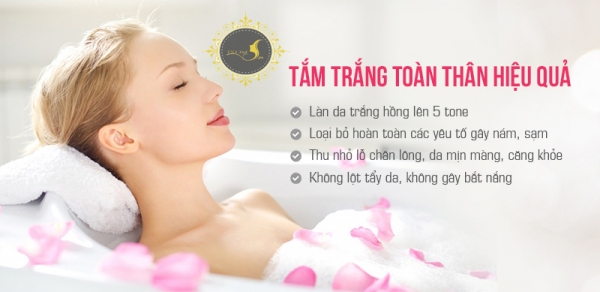 TẮM TRẮNG TOÀN THÂN HIỆU QUẢ
Làn da trắng hồng lên 5 tone
Loại bỏ hoàn toàn các yếu tố gây nám, sạm
Thu nhỏ lỗ chân lông, da mịn màng, căng khỏe
Không lột tẩy da, không gây bắt nắng